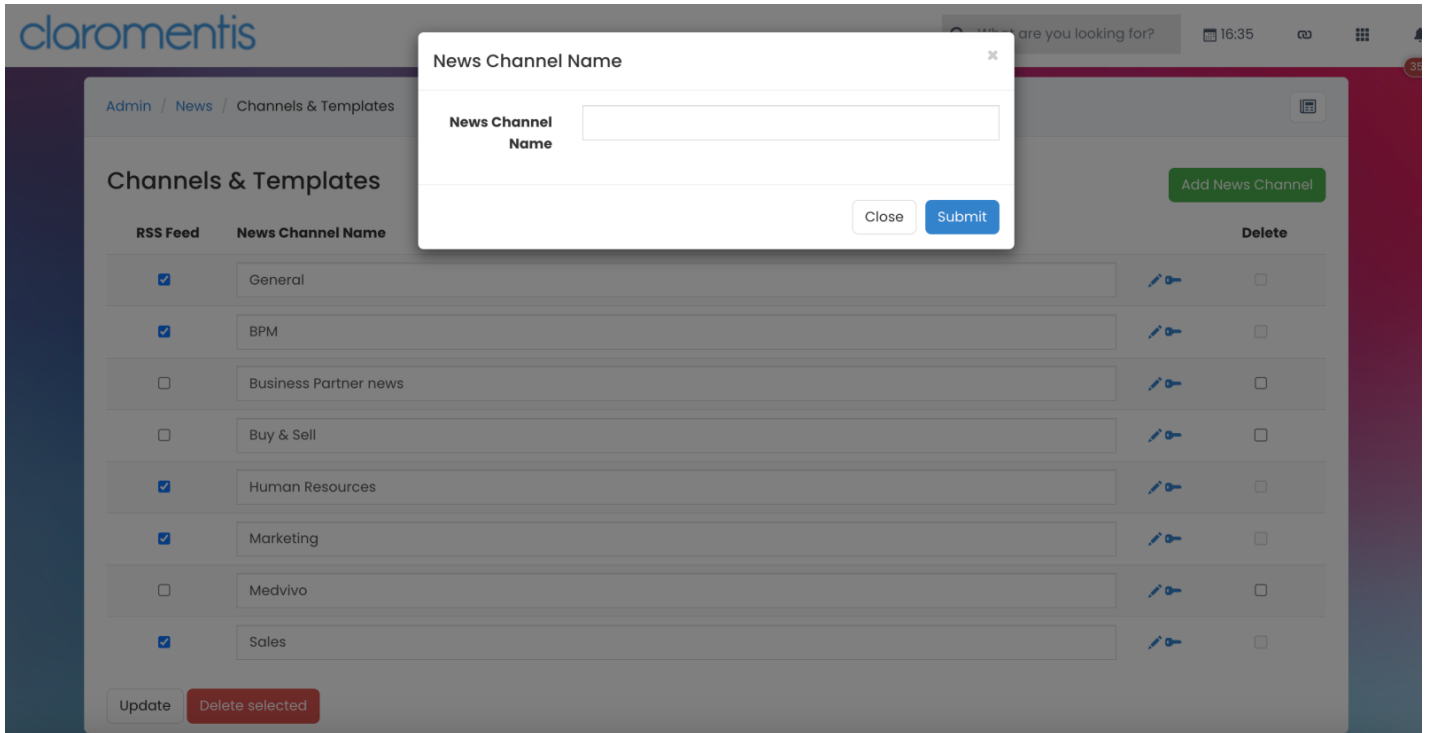 claromentis
What are you looking for?
16:35
35
News Channel Name
×
Admin / News / Channels & Templates
News Channel
Name
Channels & Templates
Add News Channel
Close
Submit
RSS Feed
News Channel Name
Delete
General
BPM
Business Partner news
Buy & Sell
Human Resources
Marketing
Medvivo
Sales
Update
Delete selected